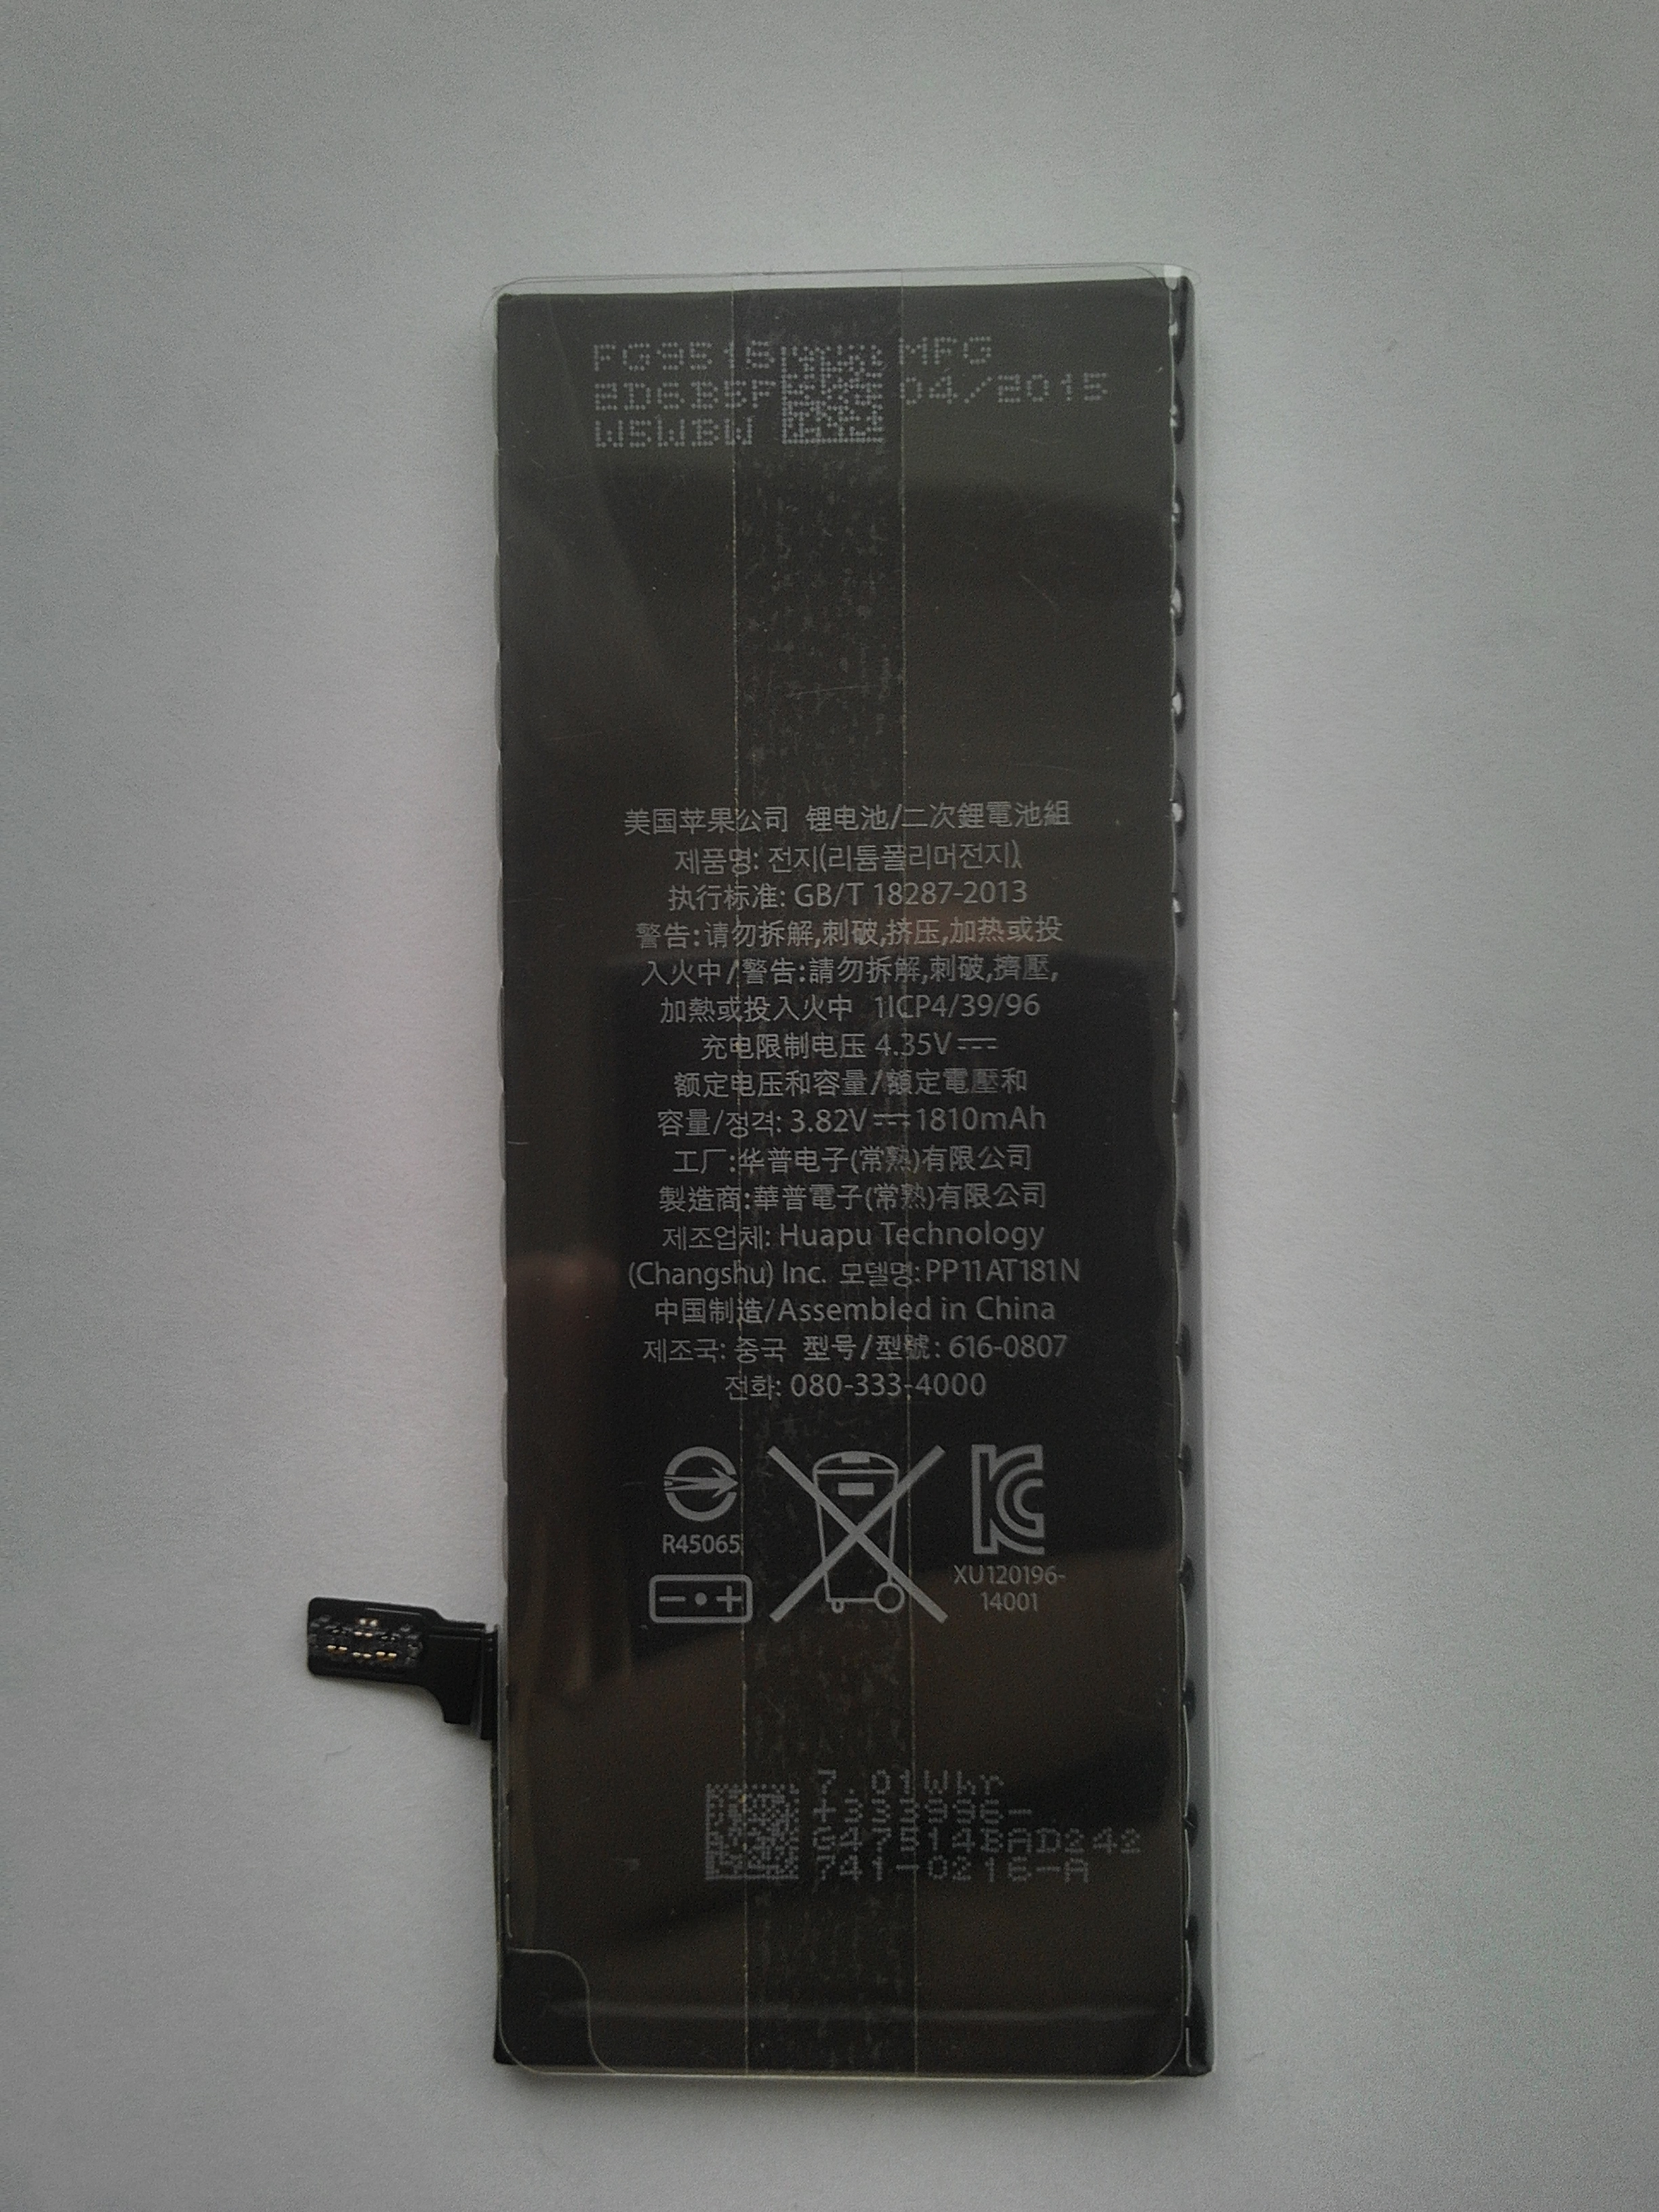 FG9515 MFG
2D6B5F 04/2015
W5WBW
美国苹果公司 锂电池/二次鋰電池組
제품명: 전지(리튬폴리머전지)
执行标准: GB/T 18287-2013
警告:请勿拆解,刺破,挤压,加热或投
入火中/警告:請勿拆解,刺破,擠壓,
加熱或投入火中 1ICP4/39/96
充电限制电压 4.35V⎓
额定电压和容量/額定電壓和
容量/정격: 3.82V⎓1810mAh
工厂:华普电子(常熟)有限公司
製造商:華普電子(常熟)有限公司
제조업체: Huapu Technology
(Changshu) Inc. 모델명: PP11AT181N
中国制造/Assembled in China
제조국: 중국 型号/型號: 616-0807
전화: 080-333-4000
R45065
XU120196-
14001
7.01Whr
+333996-
G47514BAD242
741-0216-A